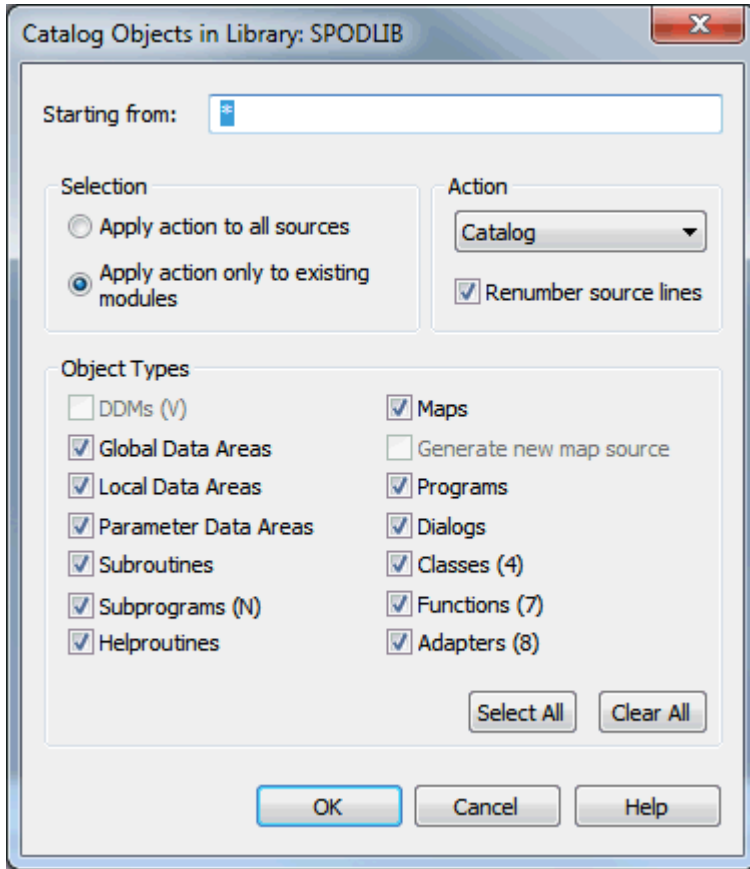 Catalog Objects in Library: SPODLIB
Starting from: *
Selection
Apply action to all sources
Apply action only to existing
modules
Action
Catalog
Renumber source lines
Object Types
DDMs (V)
Global Data Areas
Local Data Areas
Parameter Data Areas
Subroutines
Subprograms (N)
Helproutines
Maps
Generate new map source
Programs
Dialogs
Classes (4)
Functions (7)
Adapters (8)
Select All
Clear All
OK
Cancel
Help